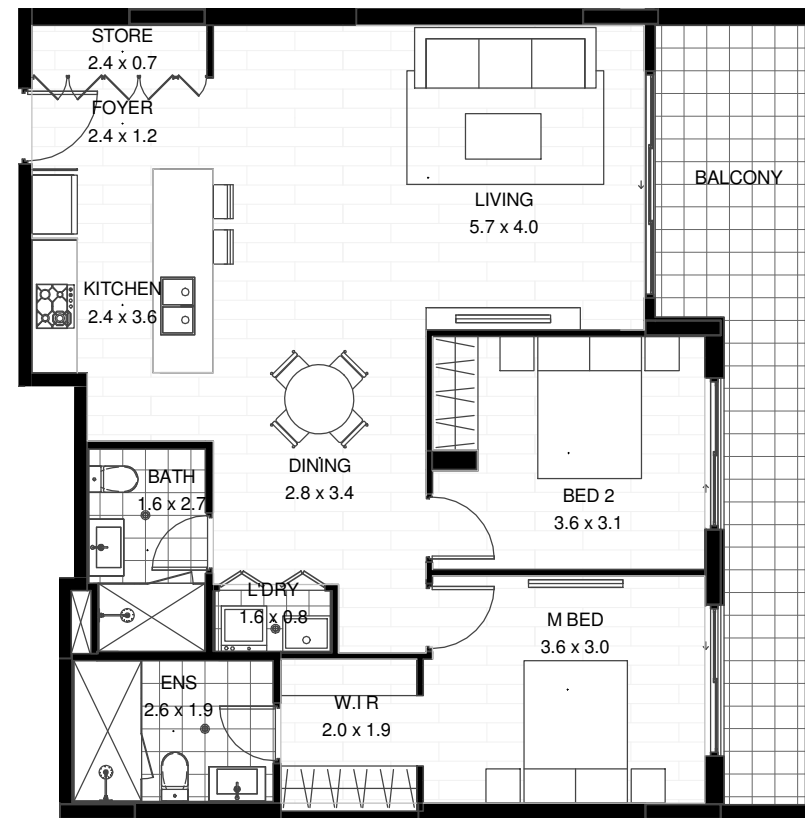 STORE
2.4 x 0.7
FOYER
2.4 x 1.2
BALCONY
LIVING
5.7 x 4.0
KITCHEN
2.4 x 3.6
DINING
2.8 x 3.4
BATH
1.6 x 2.7
BED 2
3.6 x 3.1
L'DRY
1.6 x 0.8
M BED
3.6 x 3.0
ENS
2.6 x 1.9
W.I R
2.0 x 1.9